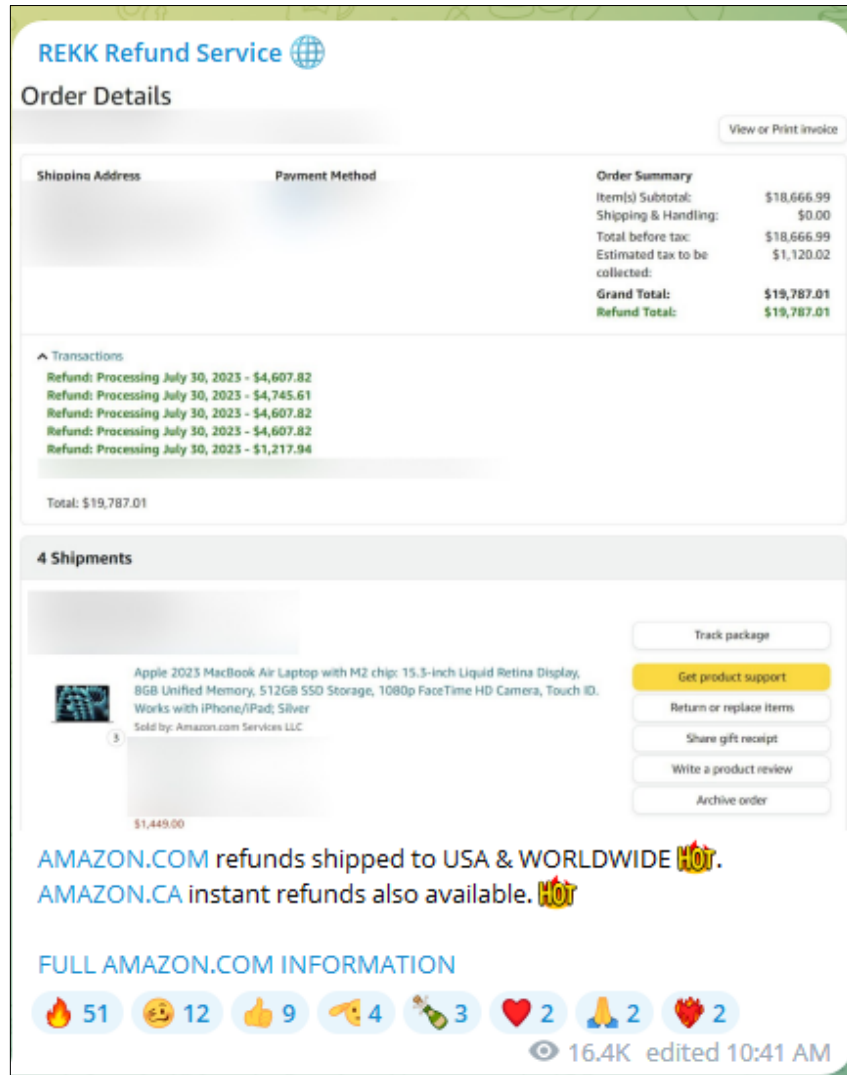 REKK Refund Service
Order Details
View or Print invoice
Shipping Address
Payment Method
Order Summary
Item(s) Subtotal: $18,666.99
Shipping & Handling: $0.00
Total before tax: $18,666.99
Estimated tax to be collected: $1,120.02
Grand Total: $19,787.01
Refund Total: $19,787.01
Transactions
Refund: Processing July 30, 2023 - $4,607.82
Refund: Processing July 30, 2023 - $4,745.61
Refund: Processing July 30, 2023 - $4,607.82
Refund: Processing July 30, 2023 - $4,607.82
Refund: Processing July 30, 2023 - $1,217.94
Total: $19,787.01
4 Shipments
Track package
Apple 2023 MacBook Air Laptop with M2 chip: 15.3-inch Liquid Retina Display,
8GB Unified Memory, 512GB SSD Storage, 1080p FaceTime HD Camera, Touch ID.
Works with iPhone/iPad; Silver
Sold by: Amazon.com Services LLC
3
$1,449.00
Get product support
Return or replace items
Share gift receipt
Write a product review
Archive order
AMAZON.COM refunds shipped to USA & WORLDWIDE HOT.
AMAZON.CA instant refunds also available. HOT
FULL AMAZON.COM INFORMATION
51 12 9 4 3 2 2 2
16.4K edited 10:41 AM